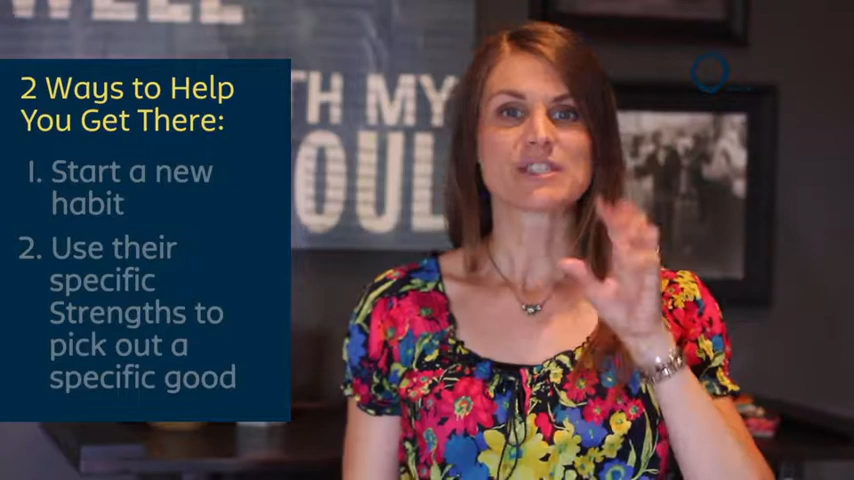 WELL
TH MY
OUL
2 Ways to Help
You Get There:
1. Start a new
habit
2. Use their
specific
Strengths to
pick out a
specific good